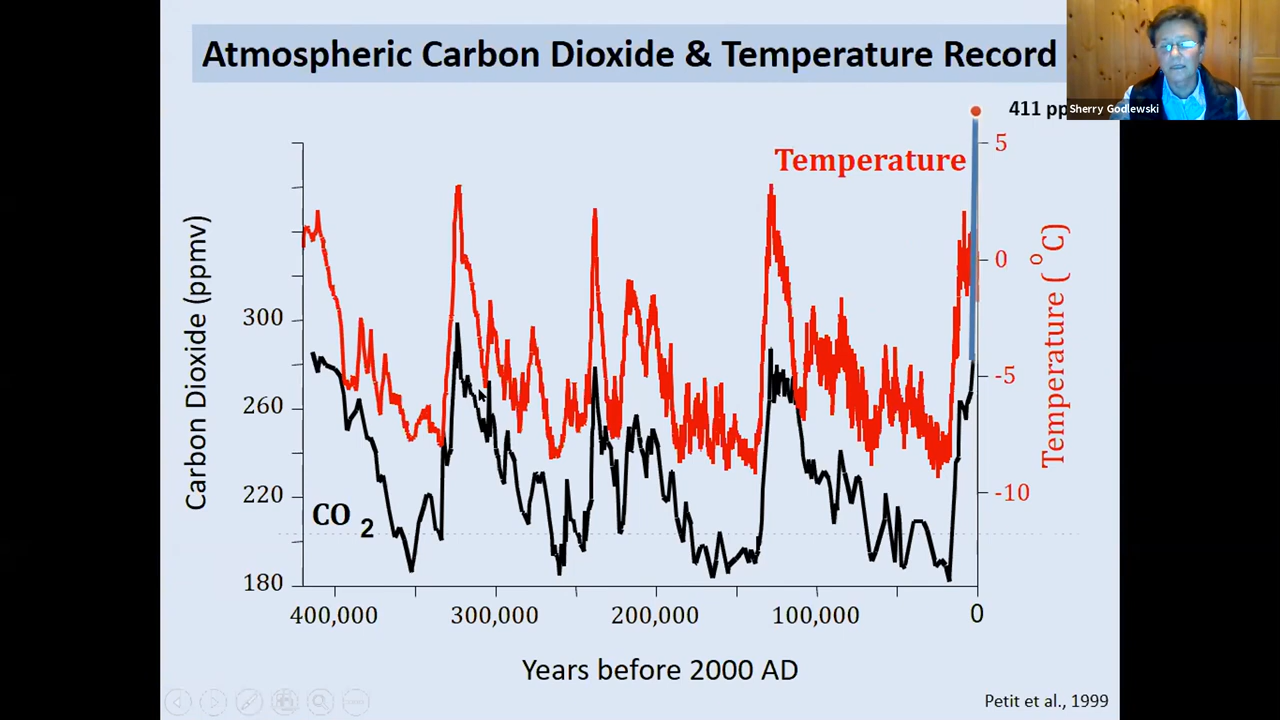 Atmospheric Carbon Dioxide & Temperature Record
Sherry Godlewski
411
Temperature
5
0
-5
-10
Temperature ( °C)
Carbon Dioxide (ppmv)
300
260
220
180
CO 2
400,000
300,000
200,000
100,000
0
Years before 2000 AD
Petit et al., 1999